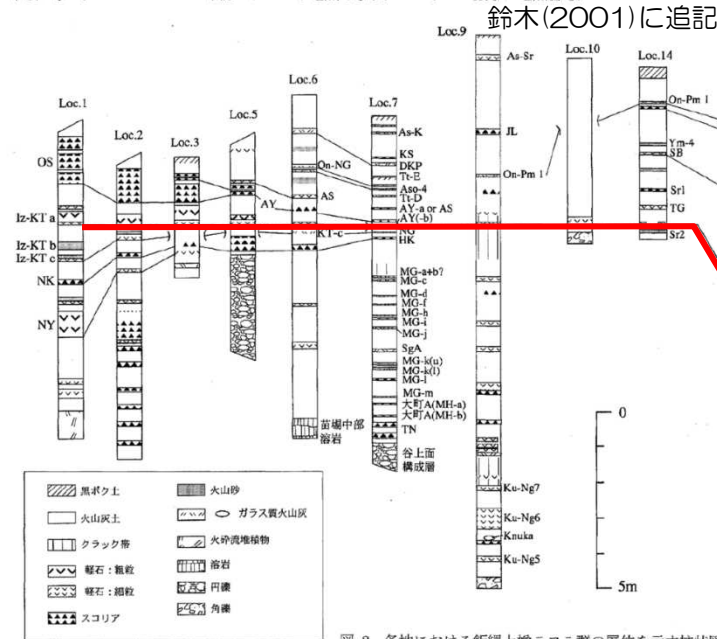 鈴木(2001)に追記
Loc.1
OS
Iz-KT a
Iz-KT b
Iz-KT c
NK
NY
Loc.2
Loc.3
Loc.5
AY
Loc.6
On-NG
AS
KT-c
苗場中部
溶岩
Loc.7
As-K
KS
DKP
Tt-E
Aso-4
Tt-D
AY-a or AS
AY(-b)
NG
HK
MG-a+b?
MG-c
MG-d
MG-f
MG-h
MG-i
MG-j
SgA
MG-k(u)
MG-k(l)
MG-l
MG-m
大町A(MH-a)
大町A(MH-b)
TN
谷上面
構成層
Loc.9
As-Sr
JL
On-Pm 1
Ku-Ng7
Ku-Ng6
Knuka
Ku-Ng5
Loc.10
Loc.14
On-Pm 1
Ym-4
SB
Sr1
TG
Sr2
0
5m
黒ボク土
火山灰土
クラック帯
軽石：粗粒
軽石：細粒
スコリア
火山砂
ガラス質火山灰
火砕流堆積物
溶岩
円礫
角礫